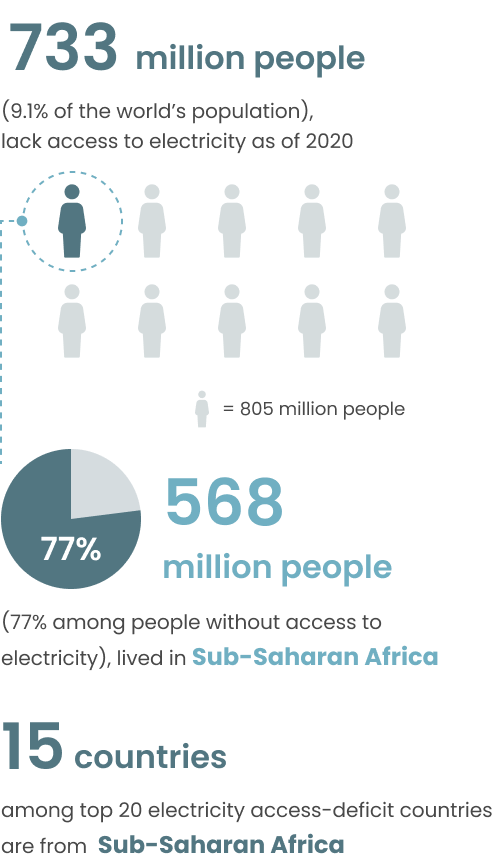 733 million people
(9.1% of the world's population),
lack access to electricity as of 2020
= 805 million people
77%
568
million people
(77% among people without access to
electricity), lived in Sub-Saharan Africa
15 countries
among top 20 electricity access-deficit countries
are from Sub-Saharan Africa